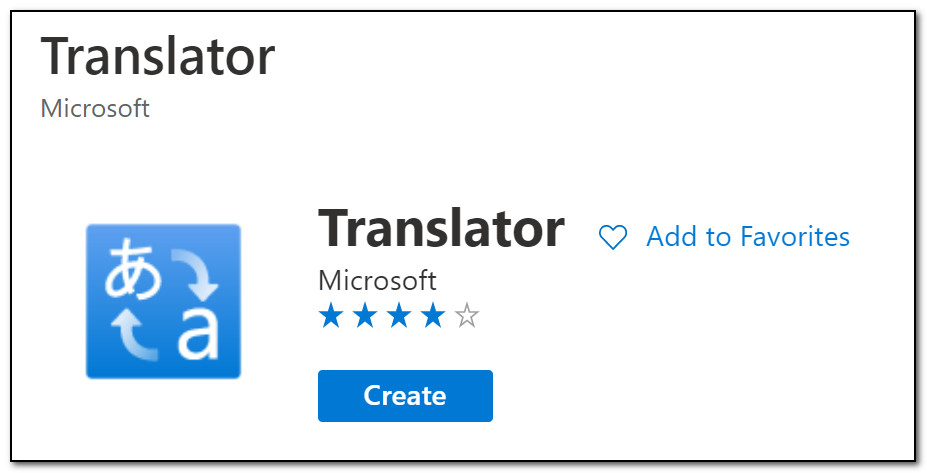 Translator
Microsoft
あ
a
Translator
Add to Favorites
Microsoft
Create